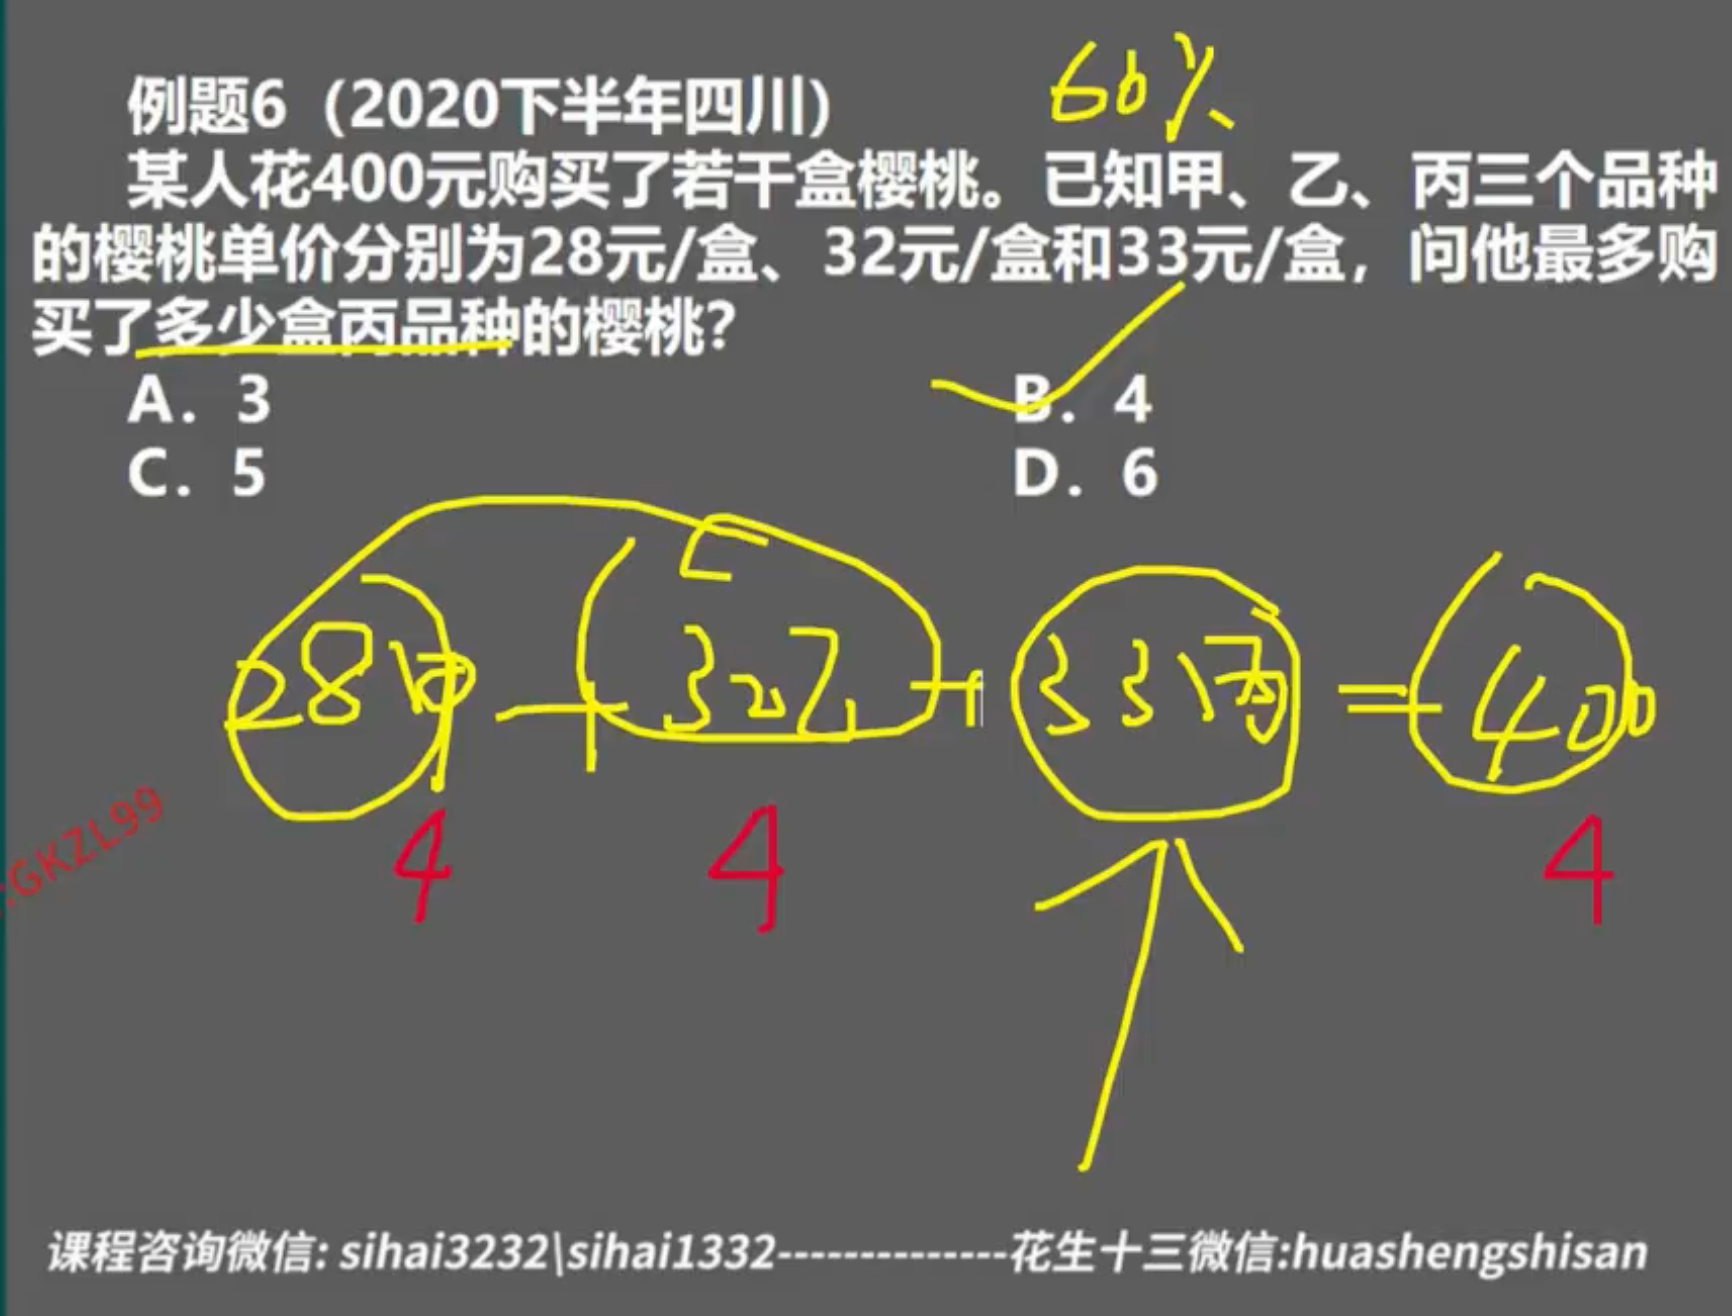 例题6（2020下半年四川）
60%
某人花400元购买了若干盒樱桃。已知甲、乙、丙三个品种
的樱桃单价分别为28元/盒、32元/盒和33元/盒，问他最多购
买了多少盒丙品种的樱桃？
A. 3
B. 4
C. 5
D. 6
28甲+32乙+33丙=400
4 4 4
:GKZL99
课程咨询微信: sihai3232\sihai1332--------------花生十三微信:huashengshisan